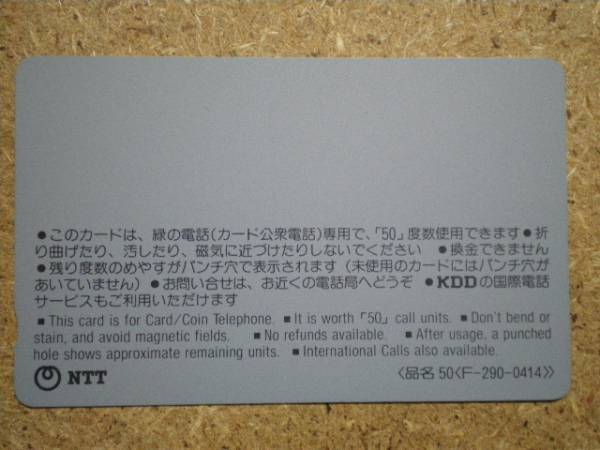 ●このカードは、緑の電話(カード公衆電話)専用で、「50」度数使用できます●折
り曲げたり、汚したり、磁気に近づけたりしないでください ●換金できません
●残り度数のめやすがパンチ穴で表示されます(未使用のカードにはパンチ穴が
あいていません)●お問い合せは、お近くの電話局へどうぞ ●KDDの国際電話
サービスもご利用いただけます
■This card is for Card/Coin Telephone. ■It is worth「50」call units. ■Don't bend or
stain, and avoid magnetic fields. ■No refunds available. ■After usage, a punched
hole shows approximate remaining units. ■International Calls also available.
NTT 〈品名 50〈F-290-0414〉〉